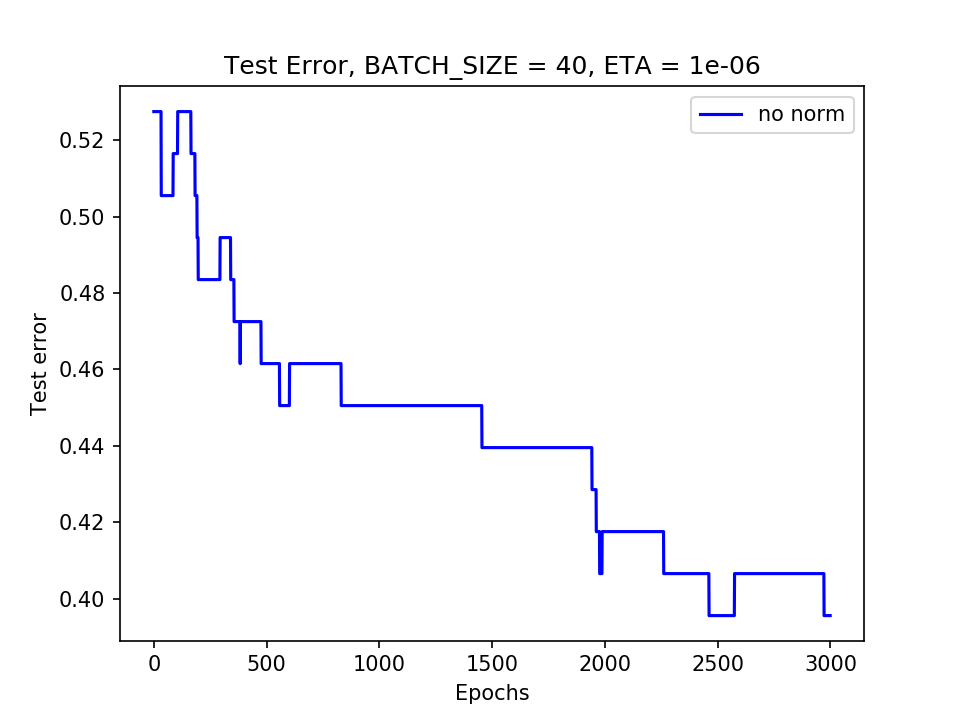 Test Error, BATCH_SIZE = 40, ETA = 1e-06
no norm
Test error
0.52
0.50
0.48
0.46
0.44
0.42
0.40
0 500 1000 1500 2000 2500 3000
Epochs